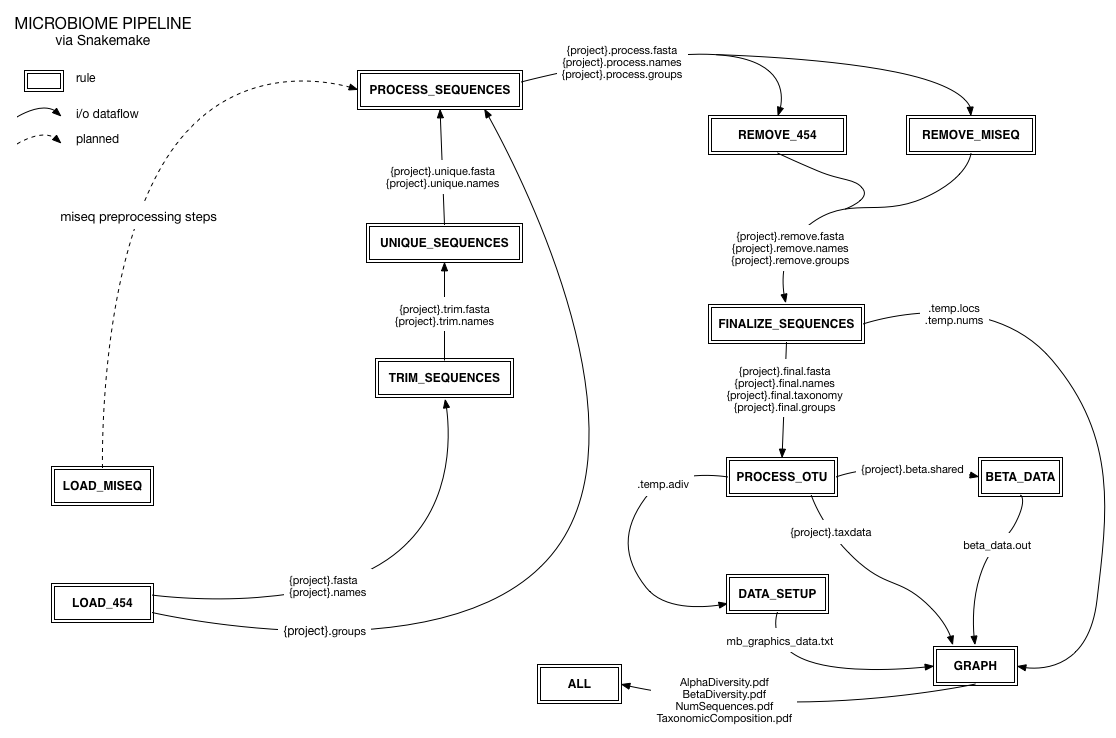 MICROBIOME PIPELINE
via Snakemake
rule
i/o dataflow
planned
miseq preprocessing steps
LOAD_MISEQ
LOAD_454
{project}.fasta
{project}.names
{project}.groups
TRIM_SEQUENCES
{project}.trim.fasta
{project}.trim.names
UNIQUE_SEQUENCES
{project}.unique.fasta
{project}.unique.names
PROCESS_SEQUENCES
{project}.process.fasta
{project}.process.names
{project}.process.groups
REMOVE_454
REMOVE_MISEQ
{project}.remove.fasta
{project}.remove.names
{project}.remove.groups
FINALIZE_SEQUENCES
.temp.locs
.temp.nums
{project}.final.fasta
{project}.final.names
{project}.final.taxonomy
{project}.final.groups
PROCESS_OTU
{project}.beta.shared
BETA_DATA
.temp.adiv
{project}.taxdata
beta_data.out
DATA_SETUP
mb_graphics_data.txt
GRAPH
AlphaDiversity.pdf
BetaDiversity.pdf
NumSequences.pdf
TaxonomicComposition.pdf
ALL